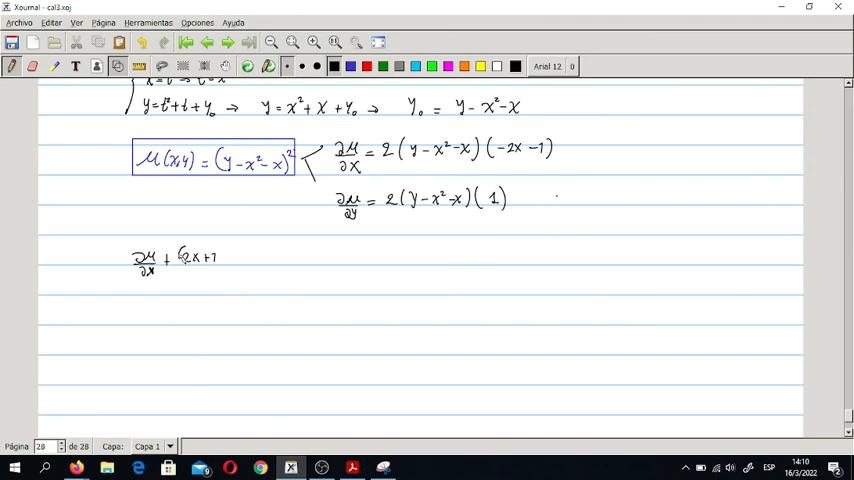 Xournal - cal3.xoj
Archivo Editar Ver Página Herramientas Opciones Ayuda
Arial 12 0
x = t → t = x
y = t² + t + y₀ → y = x² + x + y₀ → y₀ = y - x² - x
∂μ/∂x = 2(y - x² - x)(-2x - 1)
μ(x,y) = (y - x² - x)²
∂μ/∂y = 2(y - x² - x)(1)
∂μ/∂x + (2x+1
Página 28 de 28 Capa: Capa 1
ESP
14:10
16/3/2022